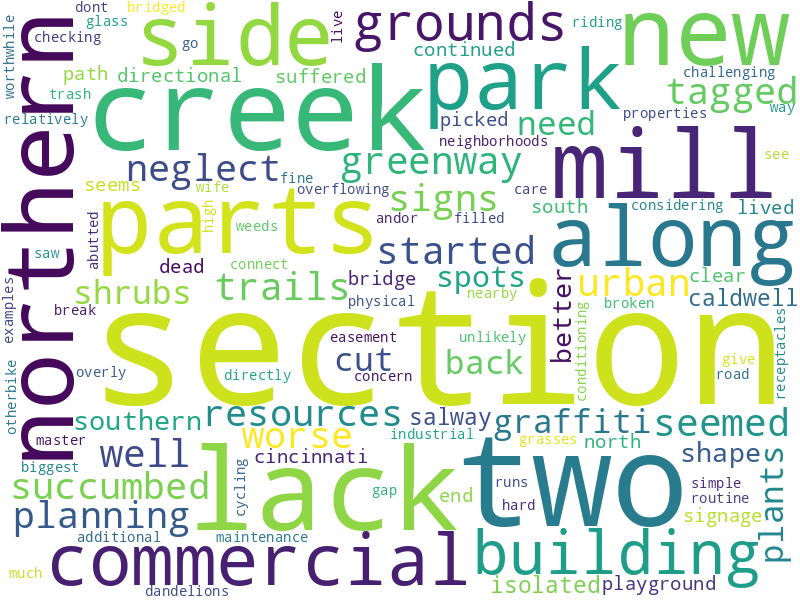 dont
bridged
glass
checking
worthwhile
side
live
grounds
riding
new
go
continued
path
directional
suffered
challenging
trash
creek
park
tagged
relatively
picked
need
properties
way
northern
neighborhoods
mill
neglect
fine
greenway
see
seems
wife
overflowing
signs
care
considering
high
parts
andor
filled
south
lived
weeds
along
abutted
started
saw
dead
connect
bridge
spots
urban
clear
shrubs
trails
physical
nearby
better
broken
caldwell
examples
break
section
conditioning
receptacles
easement
unlikely
cut
back
give
overly
directly
concern
road
otherbike
southern
resources
salway
graffiti
seemed
master
well
worse
industrial
grasses
north
shapes
biggest
cincinnati
lack
two
plants
succumbed
cycling
gap
end
runs
simple
hard
routine
planning
signage
additional
maintenance
building
much
commercial
isolated
playground
dandelions